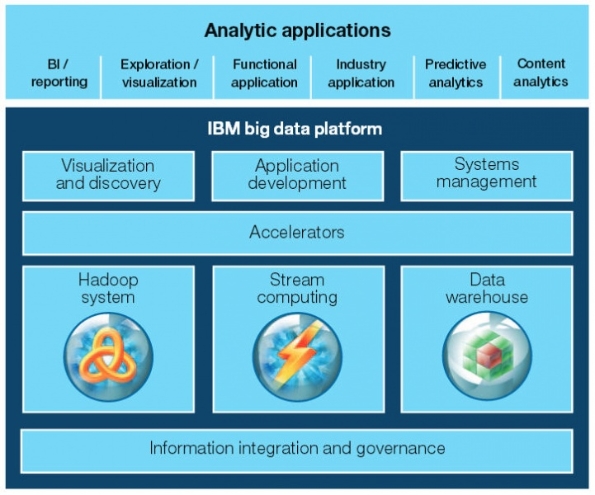 Analytic applications
BI /
reporting
Exploration /
visualization
Functional
application
Industry
application
Predictive
analytics
Content
analytics
IBM big data platform
Visualization
and discovery
Application
development
Systems
management
Accelerators
Hadoop
system
Stream
computing
Data
warehouse
Information integration and governance